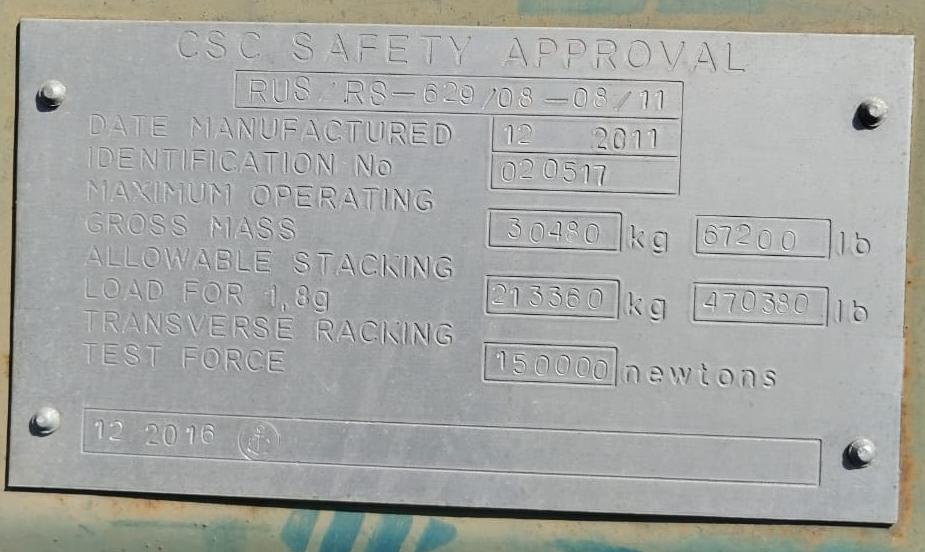 CSC SAFETY APPROVAL
RUS/RS-629/08-08/11
DATE MANUFACTURED 12 2011
IDENTIFICATION No 020517
MAXIMUM OPERATING
GROSS MASS 30480 kg 67200 lb
ALLOWABLE STACKING
LOAD FOR 1,8g 213360 kg 470380 lb
TRANSVERSE RACKING
TEST FORCE 150000 newtons
12 2016